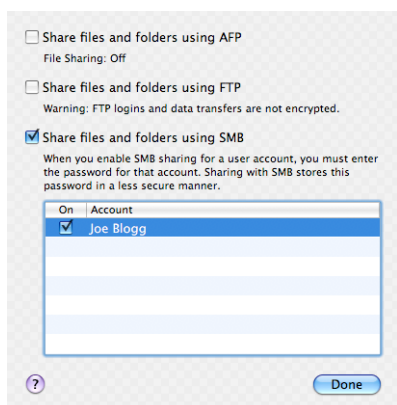 Share files and folders using AFP
File Sharing: Off
Share files and folders using FTP
Warning: FTP logins and data transfers are not encrypted.
Share files and folders using SMB
When you enable SMB sharing for a user account, you must enter
the password for that account. Sharing with SMB stores this
password in a less secure manner.
On Account
Joe Blogg
? Done